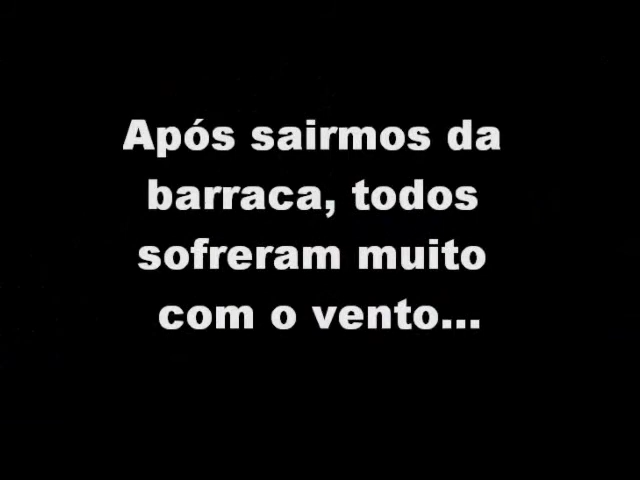 Após sairmos da
barraca, todos
sofreram muito
com o vento...